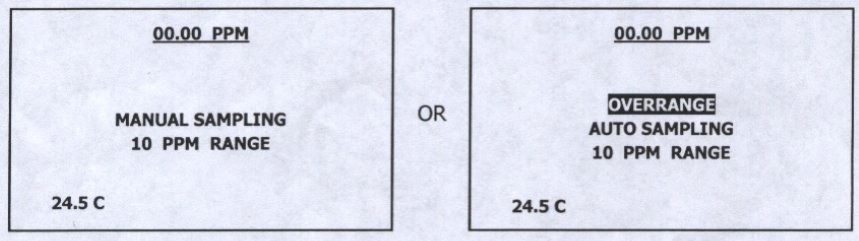 00.00 PPM
MANUAL SAMPLING
10 PPM RANGE
24.5 C
OR
00.00 PPM
OVERRANGE
AUTO SAMPLING
10 PPM RANGE
24.5 C